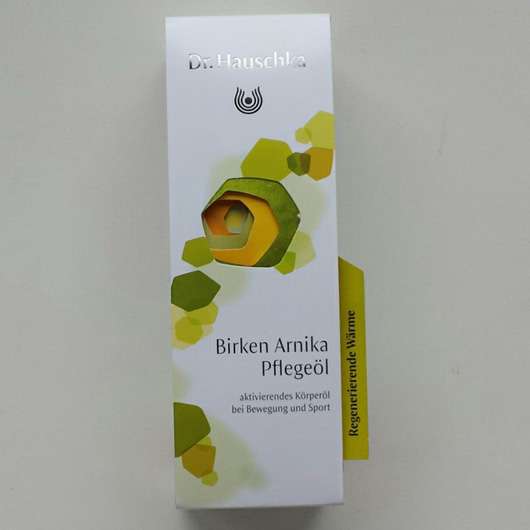 Dr. Hauschka
Birken Arnika
Pflegeöl
aktivierendes Körperöl
bei Bewegung und Sport
Regenerierende Wärme